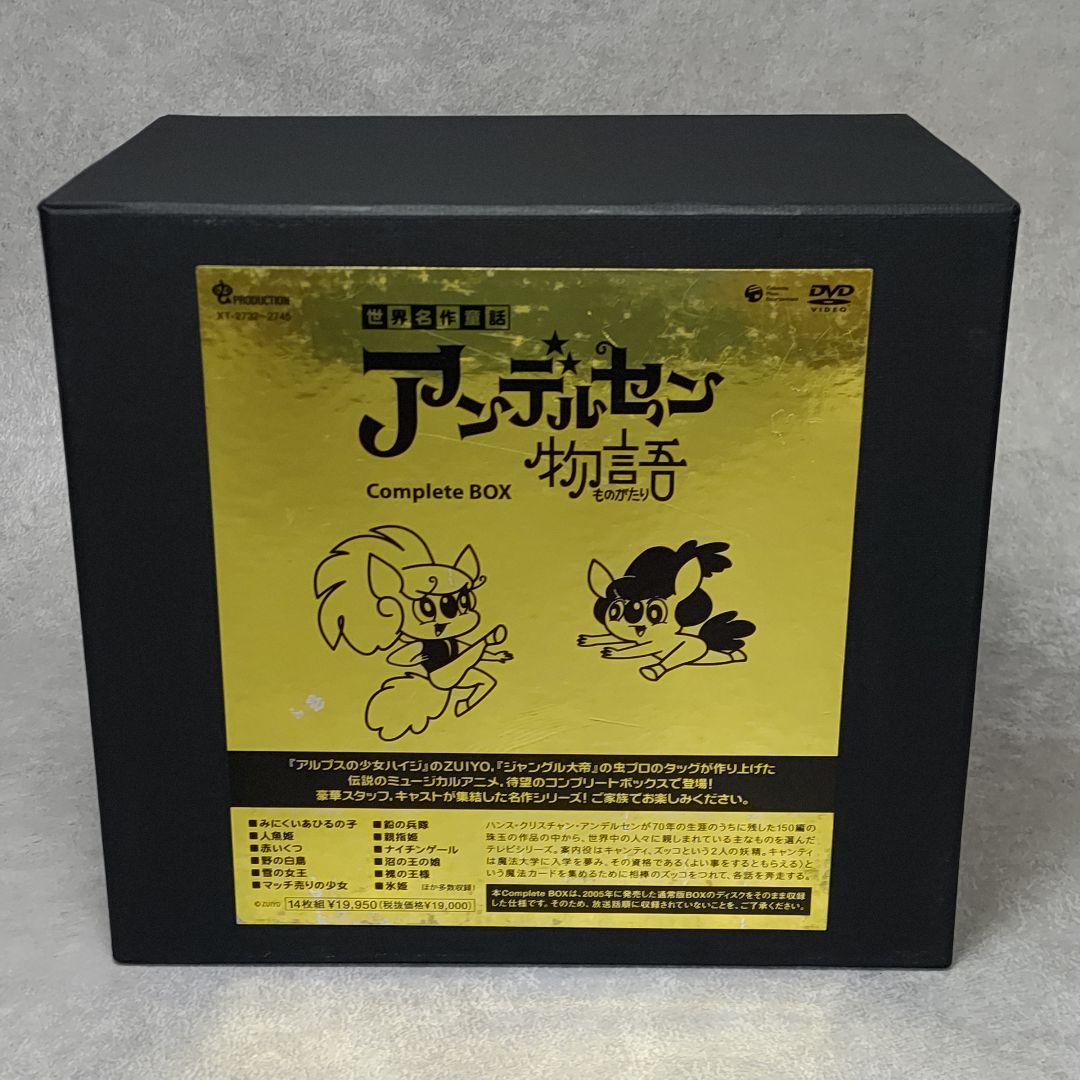 虫 PRODUCTION
XT-2732~2745
Columbia Music Entertainment
DVD
VIDEO
世界名作童話
アンデルセン
物語
ものがたり
Complete BOX
『アルプスの少女ハイジ』のZUIYO,『ジャングル大帝』の虫プロのタッグが作り上げた
伝説のミュージカルアニメ,待望のコンプリートボックスで登場!
豪華スタッフ,キャストが集結した名作シリーズ!ご家族でお楽しみください。
■みにくいあひるの子
■人魚姫
■赤いくつ
■野の白鳥
■雪の女王
■マッチ売りの少女
■鉛の兵隊
■親指姫
■ナイチンゲール
■沼の王の娘
■裸の王様
■氷姫 ほか多数収録!
ハンス・クリスチャン・アンデルセンが70年の生涯のうちに残した150編の
珠玉の作品の中から、世界中の人々に親しまれている主なものを選んだ
テレビシリーズ。案内役はキャンティ、ズッコという2人の妖精。キャンティ
は魔法大学に入学を夢み、その資格である〈よい事をするともらえる〉と
いう魔法カードを集めるために相棒のズッコをつれて、各話を奔走する。
©ZUIYO 14枚組 ¥19,950(税抜価格¥19,000)
本Complete BOXは、2005年に発売した通常版BOXのディスクをそのまま収録
した仕様です。そのため、放送話順に収録されていないことを、ご了承ください。